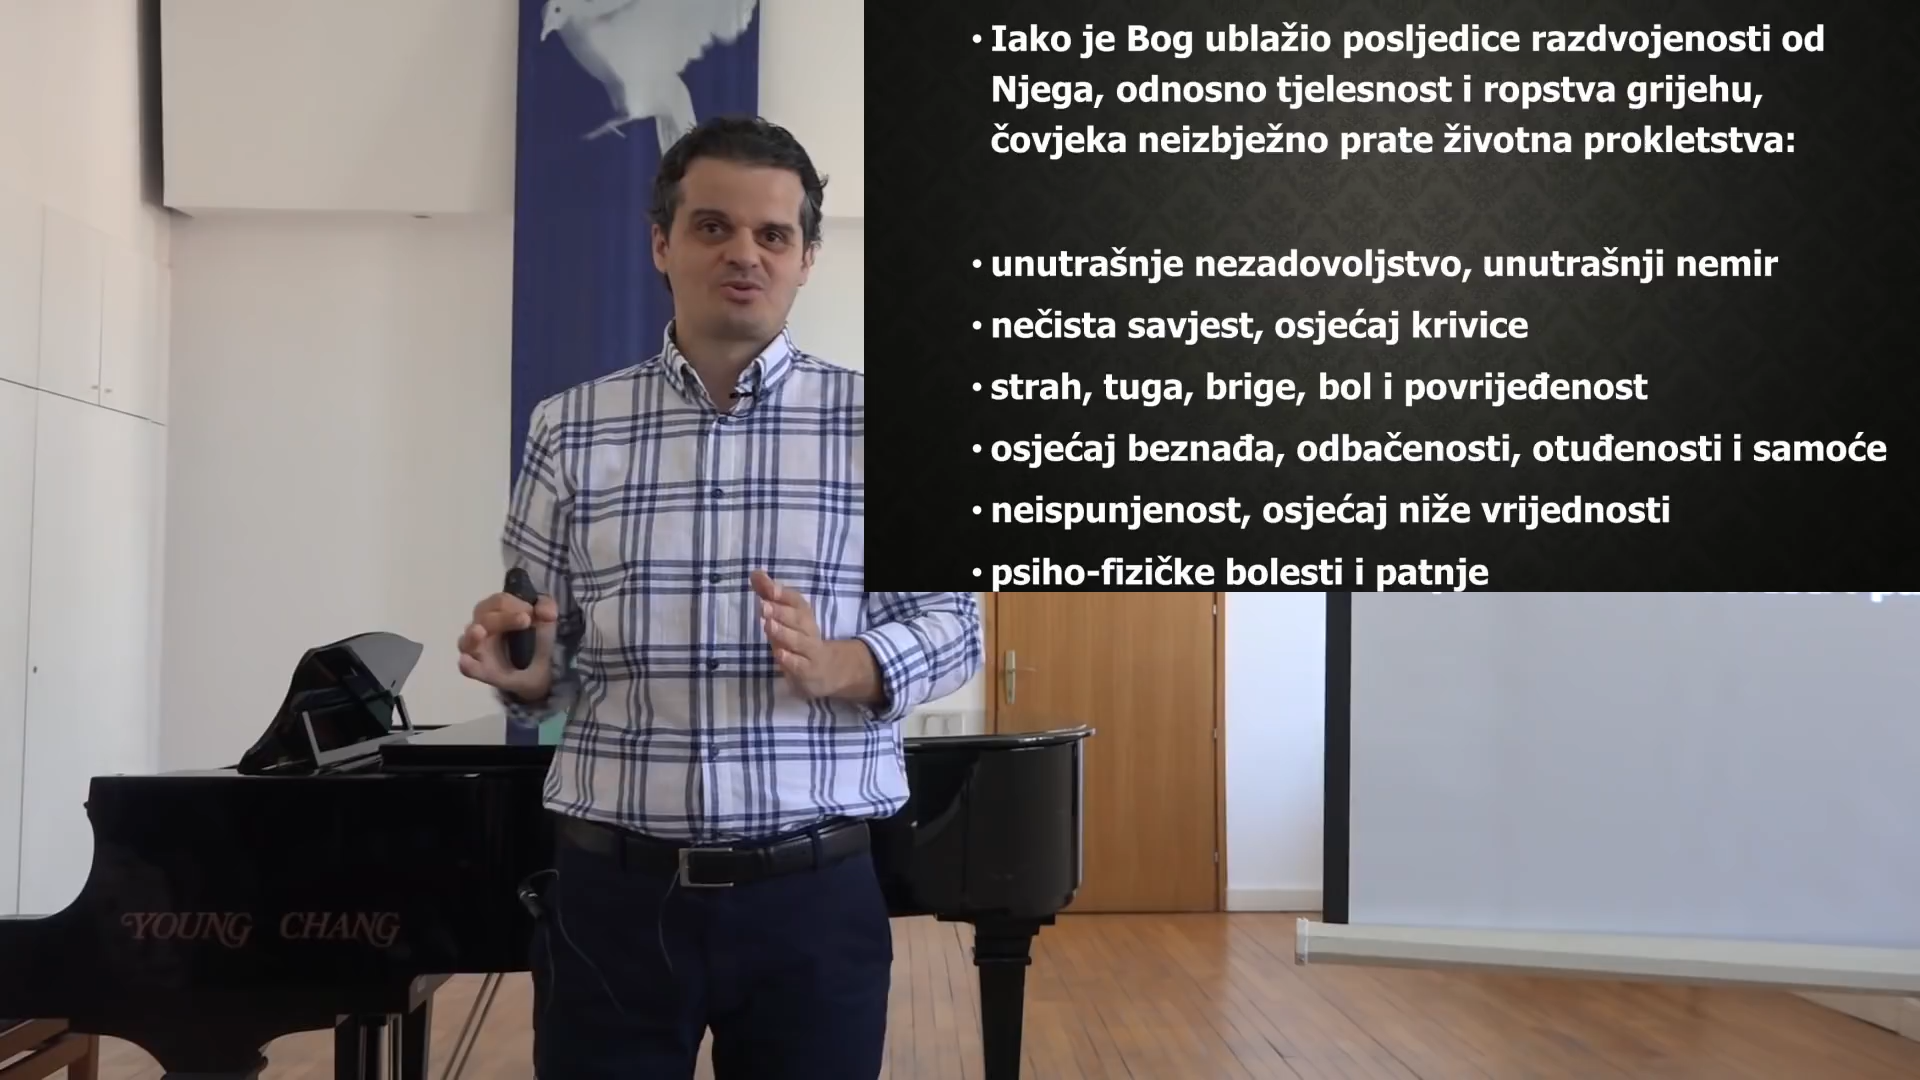 • Iako je Bog ublažio posljedice razdvojenosti od
Njega, odnosno tjelesnost i ropstva grijehu,
čovjeka neizbježno prate životna prokletstva:
• unutrašnje nezadovoljstvo, unutrašnji nemir
• nečista savjest, osjećaj krivice
• strah, tuga, brige, bol i povrijeđenost
• osjećaj beznađa, odbačenosti, otuđenosti i samoće
• neispunjenost, osjećaj niže vrijednosti
• psiho-fizičke bolesti i patnje
YOUNG CHANG